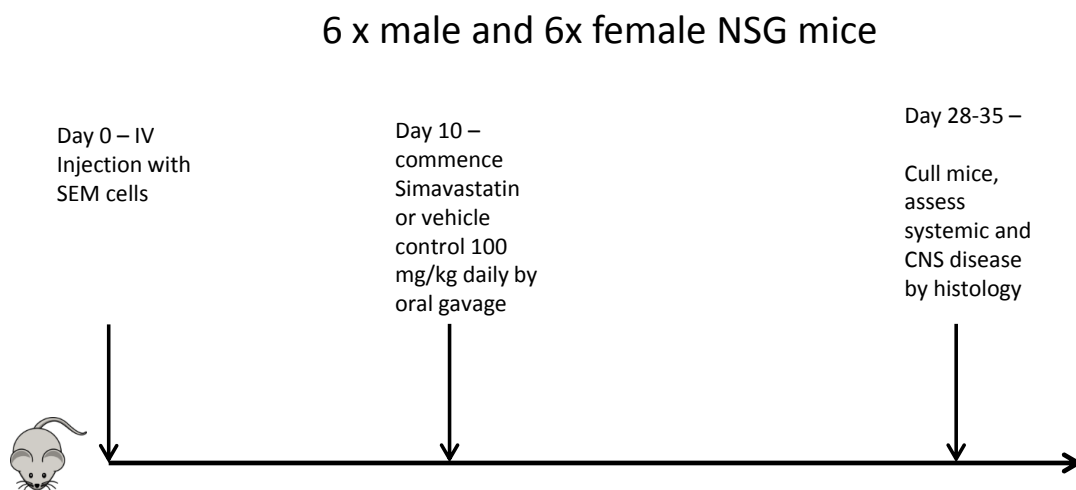 6 x male and 6x female NSG mice
Day 0 – IV
Injection with
SEM cells
Day 10 –
commence
Simavastatin
or vehicle
control 100
mg/kg daily by
oral gavage
Day 28-35 –
Cull mice,
assess
systemic and
CNS disease
by histology